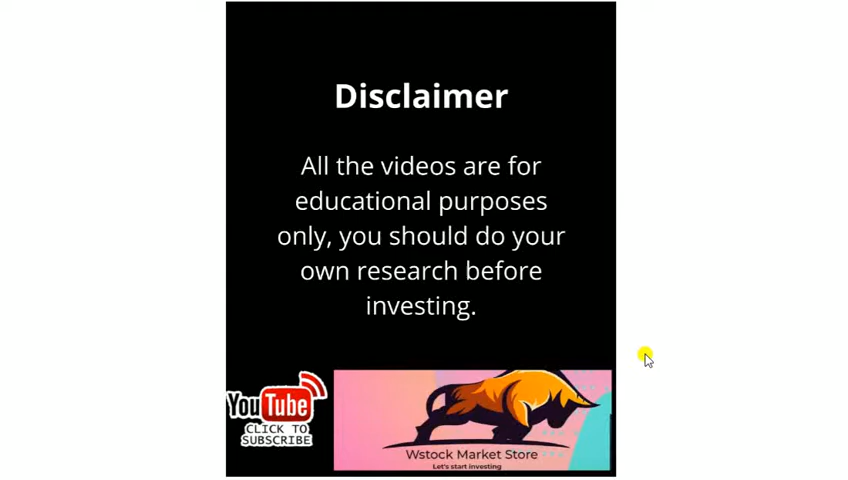 Disclaimer
All the videos are for
educational purposes
only, you should do your
own research before
investing.
YouTube
CLICK TO
SUBSCRIBE
Wstock Market Store
Let's start investing